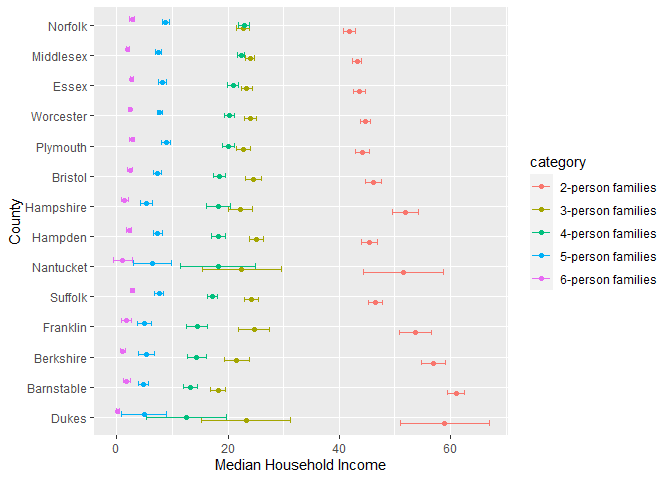 Norfolk
Middlesex
Essex
Worcester
Plymouth
Bristol
Hampshire
Hampden
Nantucket
Suffolk
Franklin
Berkshire
Barnstable
Dukes
County
0 20 40 60
Median Household Income
category
2-person families
3-person families
4-person families
5-person families
6-person families